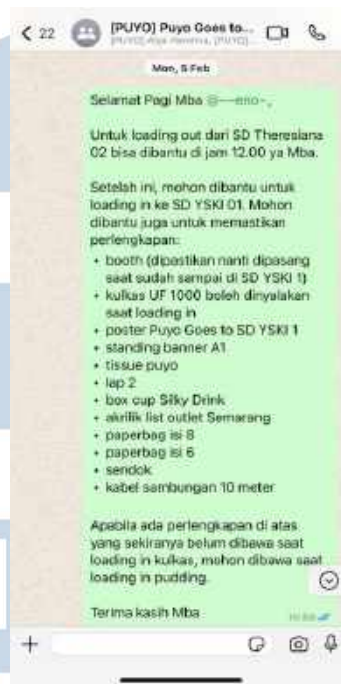 22
[PUYO] Puyo Goes to...
Mon, 5 Feb
Selamat Pagi Mba
Untuk loading out dari SD Theresiana
02 bisa dibantu di jam 12.00 ya Mba.
Setelah ini, mohon dibantu untuk
loading in ke SD YSKI 01. Mohon
dibantu juga untuk memastikan
perlengkapan:
• booth (dipastikan nanti dipasang
saat sudah sampai di SD YSKI 1)
• kulkas UF 1000 boleh dinyalakan
saat loading in
• poster Puyo Goes to SD YSKI 1
• standing banner A1
• tissue puyo
• lap 2
• box cup Silky Drink
• akrilik list outlet Semarang
• paperbag isi 8
• paperbag isi 6
• sendok
• kabel sambungan 10 meter
Apabila ada perlengkapan di atas
yang sekiranya belum dibawa saat
loading in kulkas, mohon dibawa saat
loading in pudding.
Terima kasih Mba